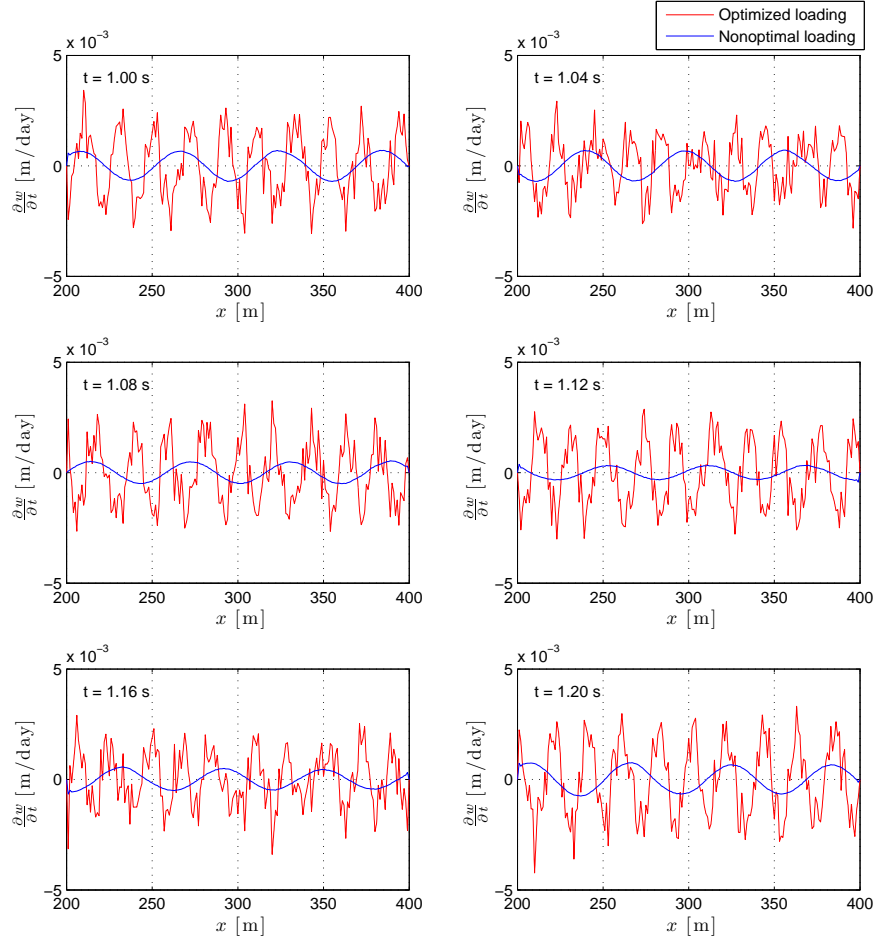 Optimized loading
Nonoptimal loading
x 10⁻³
5
0
−5
∂w/∂t [m/day]
t = 1.00 s
200 250 300 350 400
x [m]
x 10⁻³
5
0
−5
∂w/∂t [m/day]
t = 1.04 s
200 250 300 350 400
x [m]
x 10⁻³
5
0
−5
∂w/∂t [m/day]
t = 1.08 s
200 250 300 350 400
x [m]
x 10⁻³
5
0
−5
∂w/∂t [m/day]
t = 1.12 s
200 250 300 350 400
x [m]
x 10⁻³
5
0
−5
∂w/∂t [m/day]
t = 1.16 s
200 250 300 350 400
x [m]
x 10⁻³
5
0
−5
∂w/∂t [m/day]
t = 1.20 s
200 250 300 350 400
x [m]